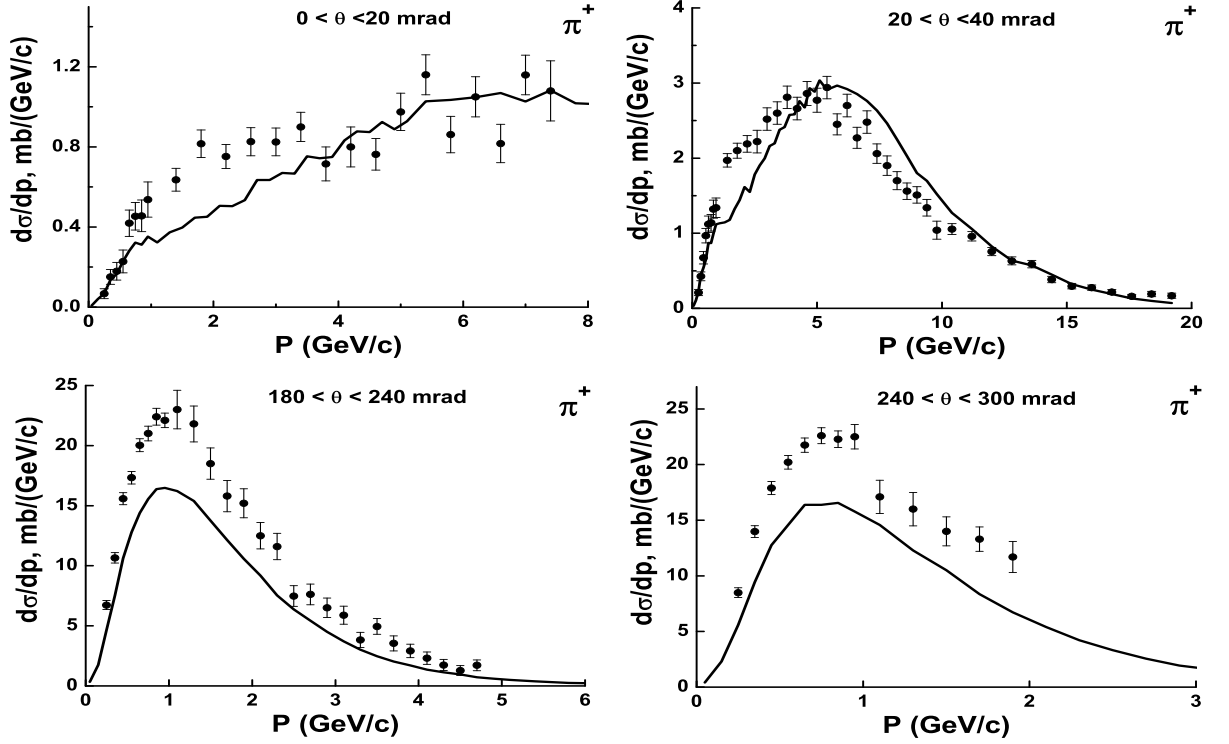 0 < θ <20 mrad
π+
dσ/dp, mb/(GeV/c)
1.2
0.8
0.4
0.0
0 2 4 6 8
P (GeV/c)
20 < θ <40 mrad
π+
dσ/dp, mb/(GeV/c)
4
3
2
1
0
0 5 10 15 20
P (GeV/c)
180 < θ < 240 mrad
π+
dσ/dp, mb/(GeV/c)
25
20
15
10
5
0
0 1 2 3 4 5 6
P (GeV/c)
240 < θ < 300 mrad
π+
dσ/dp, mb/(GeV/c)
25
20
15
10
5
0
0 1 2 3
P (GeV/c)